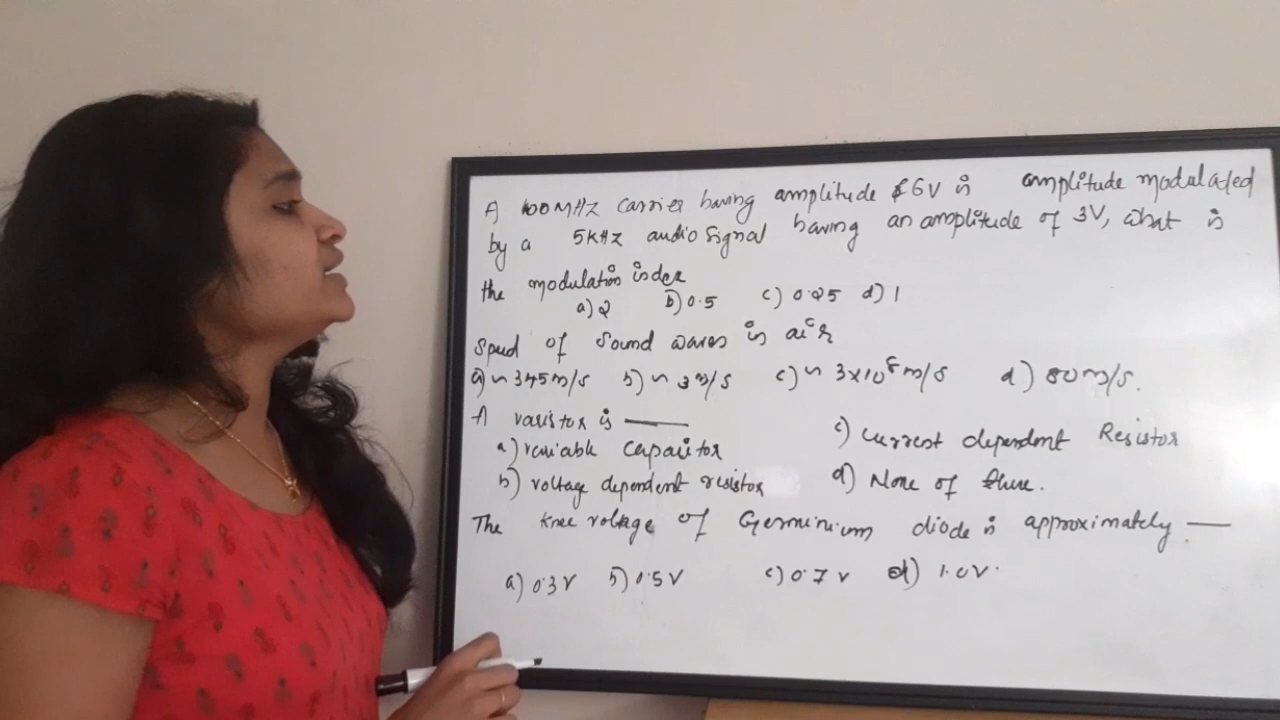 A 100MHz carrier having amplitude of 6V is amplitude modulated
by a 5kHz audio signal having an amplitude of 3V, what is
the modulation index
a) 2 b) 0.5 c) 0.25 d) 1
Speed of Sound waves in air
a) ~ 345m/s b) ~ 3m/s c) ~ 3x10⁸m/s d) 80m/s.
A varistor is ———
a) variable capacitor c) current dependent Resistor
b) voltage dependent resistor d) None of these.
The knee voltage of Germinium diode is approximately ——.
a) 0.3V b) 0.5V c) 0.7v d) 1.0V.